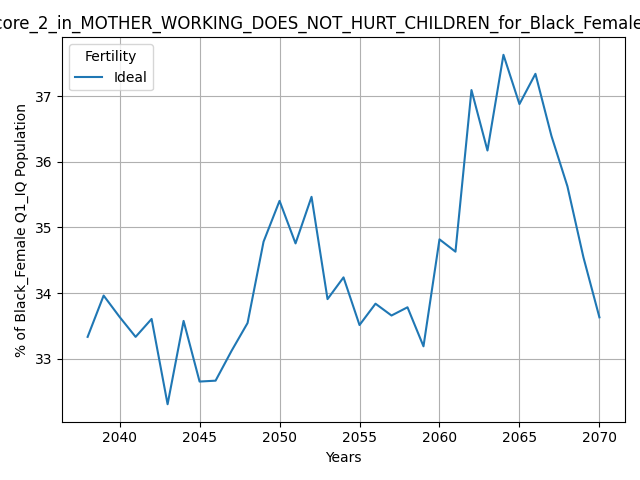 core_2_in_MOTHER_WORKING_DOES_NOT_HURT_CHILDREN_for_Black_Female
Fertility
Ideal
% of Black_Female Q1_IQ Population
37
36
35
34
33
2040 2045 2050 2055 2060 2065 2070
Years